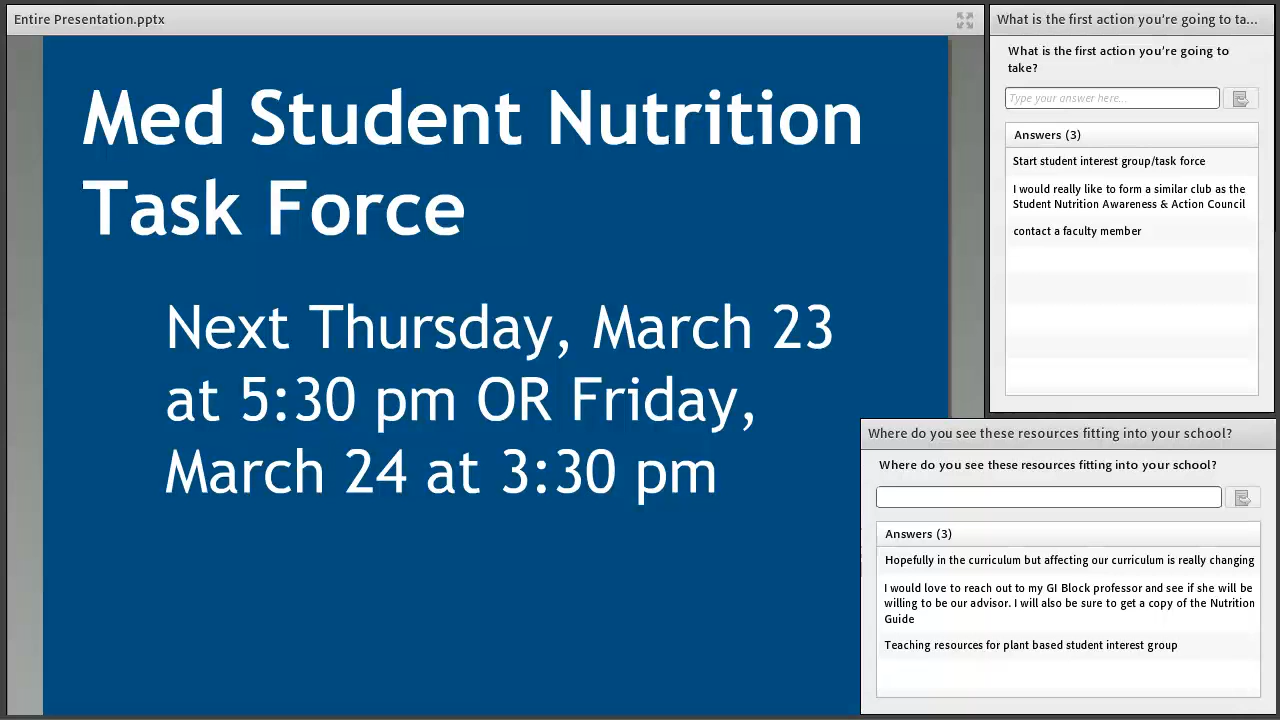 Entire Presentation.pptx
Med Student Nutrition
Task Force
Next Thursday, March 23
at 5:30 pm OR Friday,
March 24 at 3:30 pm
What is the first action you're going to ta...
What is the first action you're going to
take?
Type your answer here...
Answers (3)
Start student interest group/task force
I would really like to form a similar club as the
Student Nutrition Awareness & Action Council
contact a faculty member
Where do you see these resources fitting into your school?
Where do you see these resources fitting into your school?
Answers (3)
Hopefully in the curriculum but affecting our curriculum is really changing
I would love to reach out to my GI Block professor and see if she will be
willing to be our advisor. I will also be sure to get a copy of the Nutrition
Guide
Teaching resources for plant based student interest group